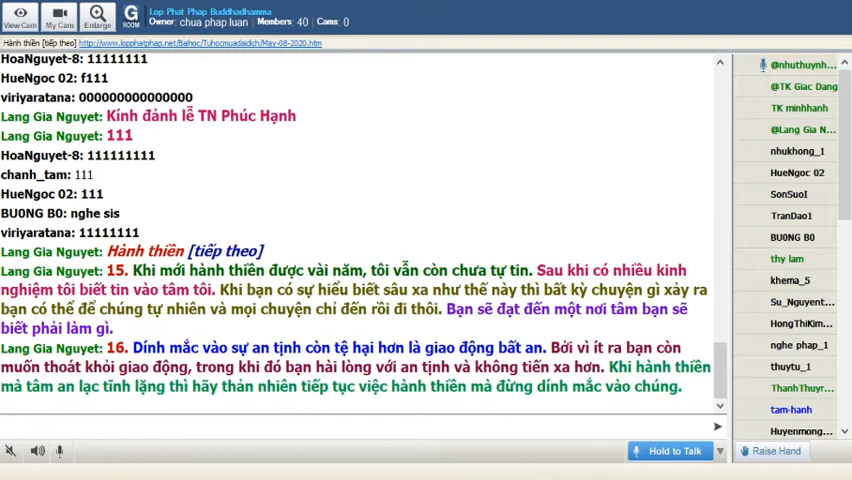 Lop Phat Phap Buddhadhamma
Owner: chua phap luan Members: 40 Cams: 0
View Cam My Cam Enlarge G ROOM
Hành thiền [tiếp theo] http://www.lopphatphap.net/Baihoc/Tuhocmuadaidich/May-08-2020.htm
HoaNguyet-8: 11111111
HueNgoc 02: f111
viriyaratana: 000000000000000
Lang Gia Nguyet: Kính đảnh lễ TN Phúc Hạnh
Lang Gia Nguyet: 111
HoaNguyet-8: 111111111
chanh_tam: 111
HueNgoc 02: 111
BU0NG B0: nghe sis
viriyaratana: 11111111
Lang Gia Nguyet: Hành thiền [tiếp theo]
Lang Gia Nguyet: 15. Khi mới hành thiền được vài năm, tôi vẫn còn chưa tự tin. Sau khi có nhiều kinh
nghiệm tôi biết tin vào tâm tôi. Khi bạn có sự hiểu biết sâu xa như thế này thì bất kỳ chuyện gì xảy ra
bạn có thể để chúng tự nhiên và mọi chuyện chỉ đến rồi đi thôi. Bạn sẽ đạt đến một nơi tâm bạn sẽ
biết phải làm gì.
Lang Gia Nguyet: 16. Dính mắc vào sự an tịnh còn tệ hại hơn là giao động bất an. Bởi vì ít ra bạn còn
muốn thoát khỏi giao động, trong khi đó bạn hài lòng với an tịnh và không tiến xa hơn. Khi hành thiền
mà tâm an lạc tĩnh lặng thì hãy thản nhiên tiếp tục việc hành thiền mà đừng dính mắc vào chúng.
@nhuthuynh...
@TK Giac Dang
TK minhhanh
@Lang Gia N...
nhukhong_1
HueNgoc 02
SonSuoI
TranDao1
BU0NG B0
thy lam
khema_5
Su_Nguyent...
HongThiKim...
nghe phap_1
thuytu_1
ThanhThuyr...
tam-hanh
Huyenmong...
Hold to Talk
Raise Hand